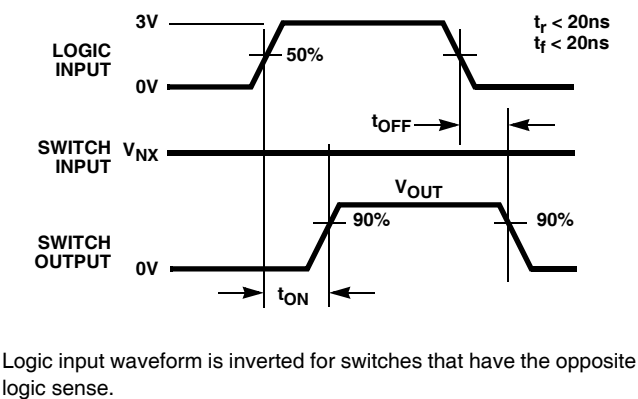 3V
LOGIC
INPUT
50%
0V
tr < 20ns
tf < 20ns
tOFF
SWITCH
INPUT
VNX
VOUT
90%
90%
SWITCH
OUTPUT
0V
tON
Logic input waveform is inverted for switches that have the opposite
logic sense.